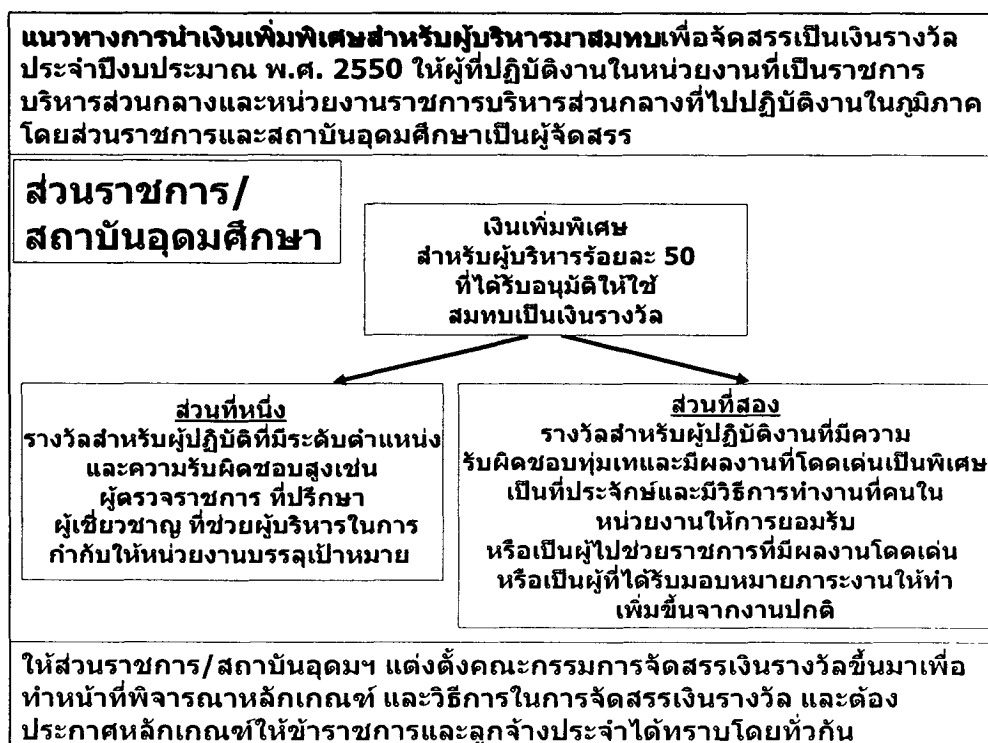 แนวทางการนำเงินเพิ่มพิเศษสำหรับผู้บริหารมาสมทบเพื่อจัดสรรเป็นเงินรางวัล
ประจำปีงบประมาณ พ.ศ. 2550 ให้ผู้ที่ปฏิบัติงานในหน่วยงานที่เป็นราชการ
บริหารส่วนกลางและหน่วยงานราชการบริหารส่วนกลางที่ไปปฏิบัติงานในภูมิภาค
โดยส่วนราชการและสถาบันอุดมศึกษาเป็นผู้จัดสรร
ส่วนราชการ/
สถาบันอุดมศึกษา
เงินเพิ่มพิเศษ
สำหรับผู้บริหารร้อยละ 50
ที่ได้รับอนุมัติให้ใช้
สมทบเป็นเงินรางวัล
ส่วนที่หนึ่ง
รางวัลสำหรับผู้ปฏิบัติที่มีระดับตำแหน่ง
และความรับผิดชอบสูงเช่น
ผู้ตรวจราชการ ที่ปรึกษา
ผู้เชี่ยวชาญ ที่ช่วยผู้บริหารในการ
กำกับให้หน่วยงานบรรลุเป้าหมาย
ส่วนที่สอง
รางวัลสำหรับผู้ปฏิบัติงานที่มีความ
รับผิดชอบทุ่มเทและมีผลงานที่โดดเด่นเป็นพิเศษ
เป็นที่ประจักษ์และมีวิธีการทำงานที่คนใน
หน่วยงานให้การยอมรับ
หรือเป็นผู้ไปช่วยราชการที่มีผลงานโดดเด่น
หรือเป็นผู้ที่ได้รับมอบหมายภาระงานให้ทำ
เพิ่มขึ้นจากงานปกติ
ให้ส่วนราชการ/สถาบันอุดมฯ แต่งตั้งคณะกรรมการจัดสรรเงินรางวัลขึ้นมาเพื่อ
ทำหน้าที่พิจารณาหลักเกณฑ์ และวิธีการในการจัดสรรเงินรางวัล และต้อง
ประกาศหลักเกณฑ์ให้ข้าราชการและลูกจ้างประจำได้ทราบโดยทั่วกัน